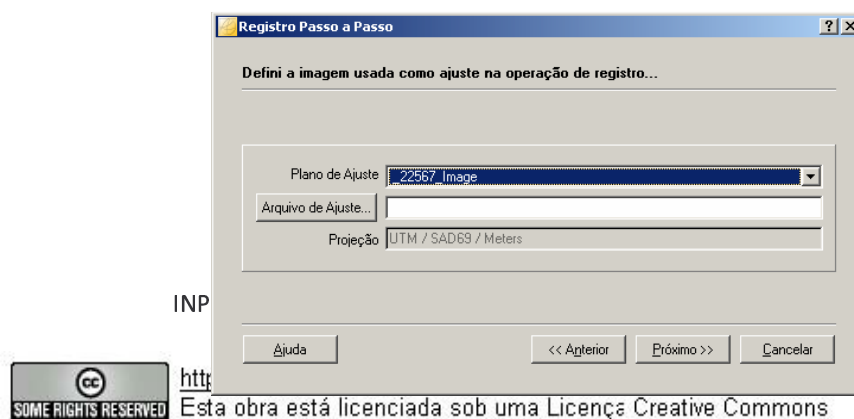 Registro Passo a Passo
Defini a imagem usada como ajuste na operação de registro...
Plano de Ajuste _22567_Image
Arquivo de Ajuste...
Projeção UTM / SAD69 / Meters
INP
Ajuda << Anterior Próximo >> Cancelar
cc
http
SOME RIGHTS RESERVED Esta obra está licenciada sob uma Licença Creative Commons